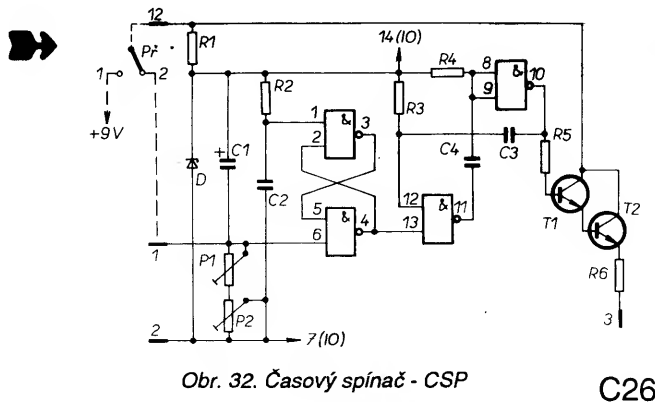 12
Př
1
2
+9V
R1
14(IO)
R4
8
&
10
9
R2
R3
1
&
3
2
+
C1
C4
C3
R5
D
C2
5
&
4
6
12
&
11
13
T1
T2
1
P1
R6
P2
2
7(IO)
3
Obr. 32. Časový spínač - CSP
C26